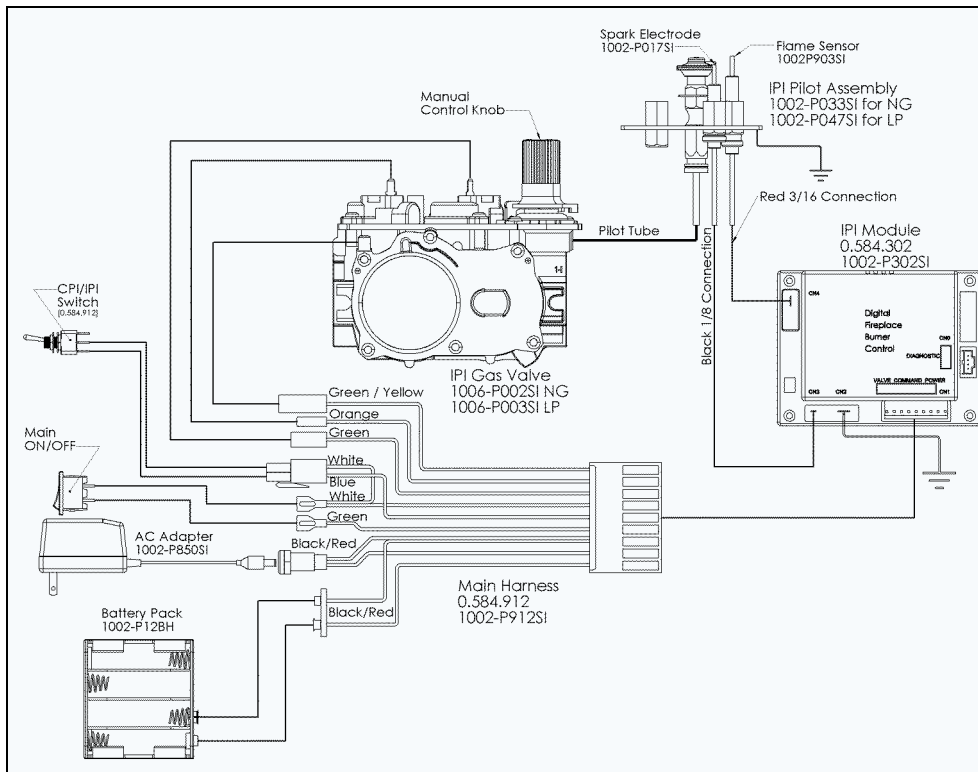 Spark Electrode
1002-P017SI
Flame Sensor
1002P903SI
IPI Pilot Assembly
1002-P033SI for NG
1002-P047SI for LP
Manual
Control Knob
Red 3/16 Connection
Pilot Tube
Black 1/8 Connection
IPI Module
0.584.302
1002-P302SI
CN4
Digital
Fireplace
Burner
Control
CN0
DIAGNOSTIC
VALVE COMMAND POWER
CN3
CN2
CN1
CPI/IPI
Switch
(0.584.912)
1-I
IPI Gas Valve
1006-P002SI NG
1006-P003SI LP
Green / Yellow
Orange
Green
White
Blue
White
Green
Main
ON/OFF
AC Adapter
1002-P850SI
Black/Red
Main Harness
0.584.912
1002-P912SI
Black/Red
Battery Pack
1002-P12BH